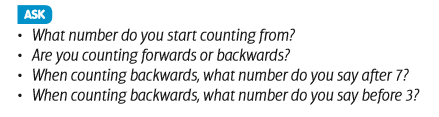 ASK
• What number do you start counting from?
• Are you counting forwards or backwards?
• When counting backwards, what number do you say after 7?
• When counting backwards, what number do you say before 3?